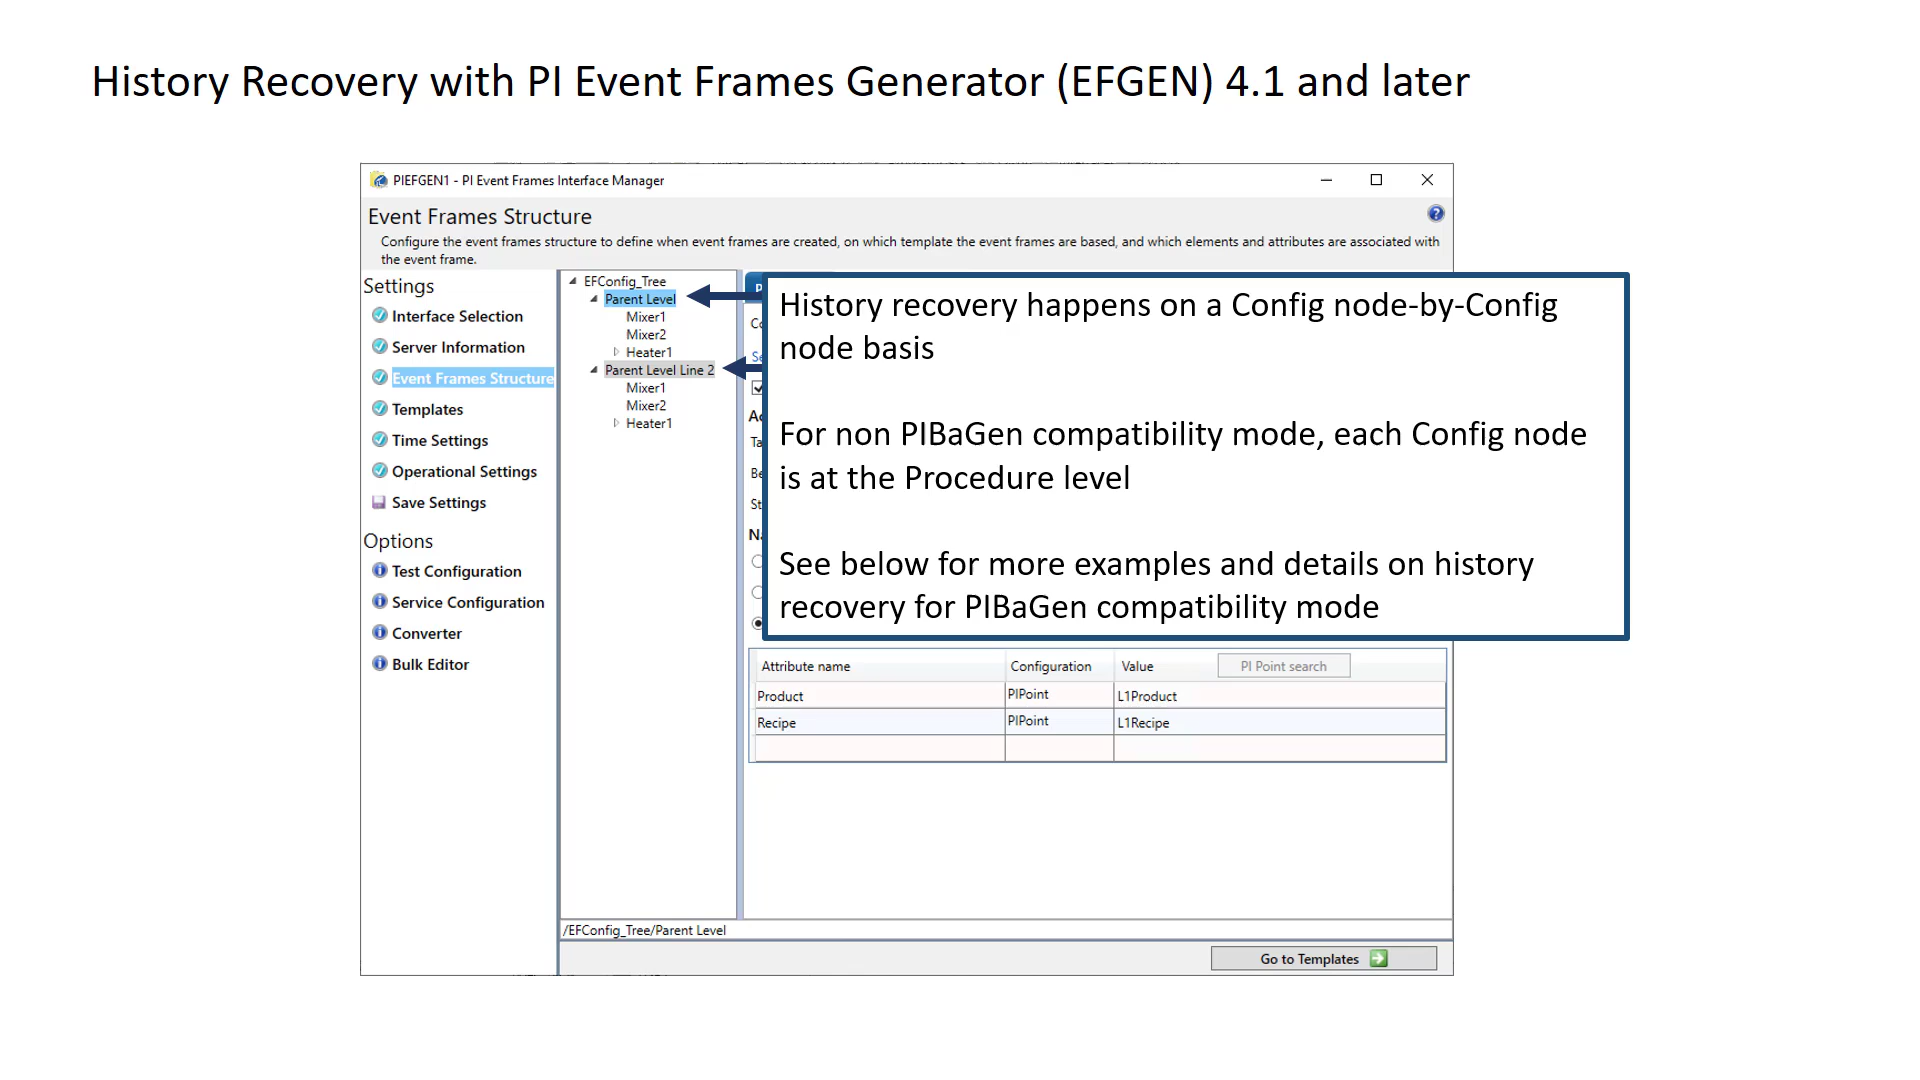 History Recovery with PI Event Frames Generator (EFGEN) 4.1 and later
PIEFGEN1 - PI Event Frames Interface Manager
Event Frames Structure
Configure the event frames structure to define when event frames are created, on which template the event frames are based, and which elements and attributes are associated with
the event frame.
Settings
Interface Selection
Server Information
Event Frames Structure
Templates
Time Settings
Operational Settings
Save Settings
Options
Test Configuration
Service Configuration
Converter
Bulk Editor
EFConfig_Tree
Parent Level
Mixer1
Mixer2
Heater1
Parent Level Line 2
Mixer1
Mixer2
Heater1
History recovery happens on a Config node-by-Config
node basis
For non PIBaGen compatibility mode, each Config node
is at the Procedure level
See below for more examples and details on history
recovery for PIBaGen compatibility mode
Attribute name Configuration Value PI Point search
Product PIPoint L1Product
Recipe PIPoint L1Recipe
/EFConfig_Tree/Parent Level
Go to Templates